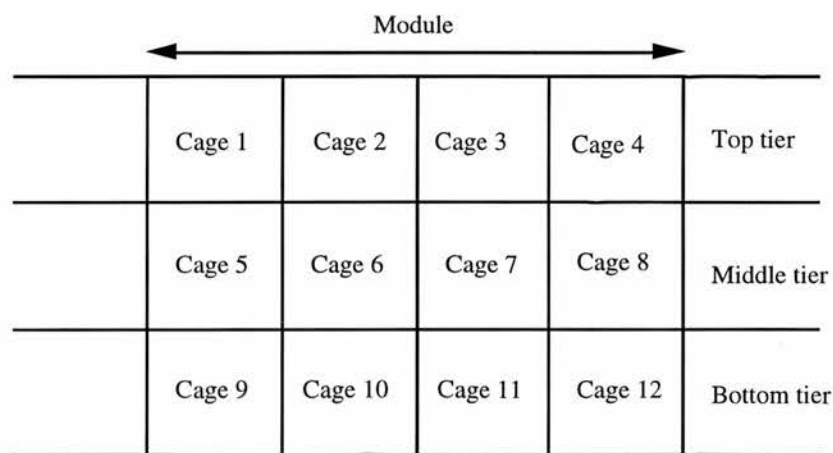 Module
Cage 1 Cage 2 Cage 3 Cage 4 Top tier
Cage 5 Cage 6 Cage 7 Cage 8 Middle tier
Cage 9 Cage 10 Cage 11 Cage 12 Bottom tier